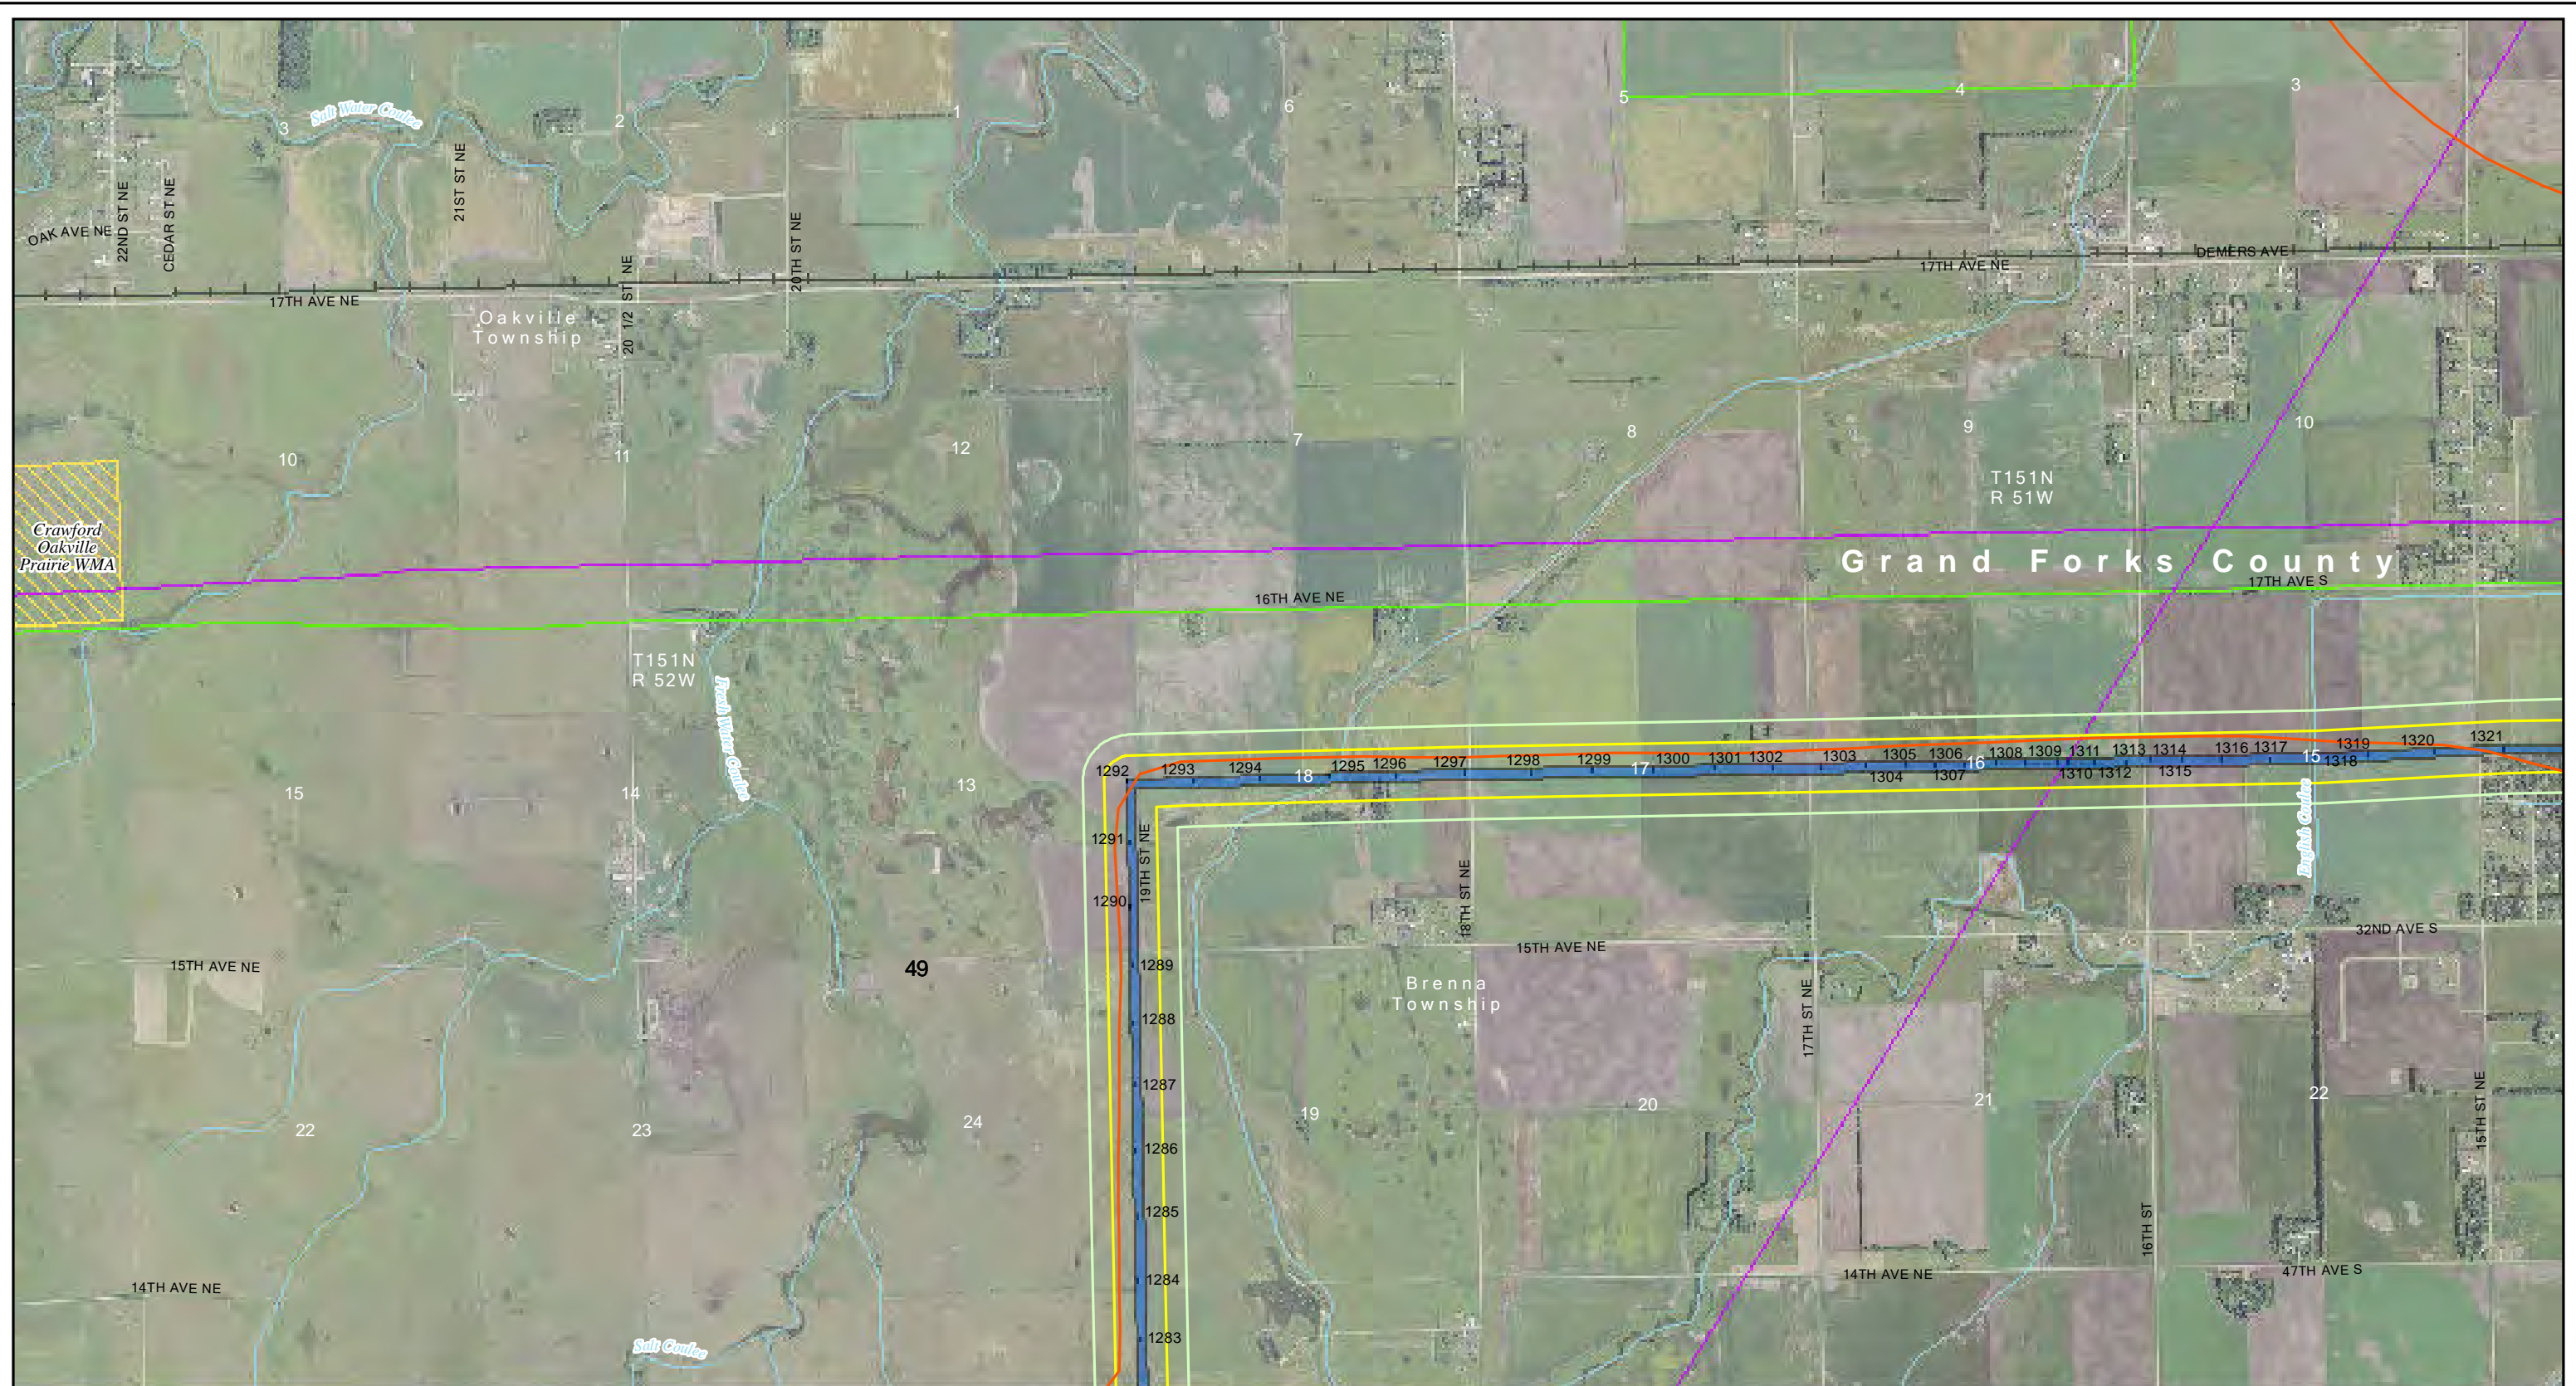 5
4
3
6
1
2
3
Salt Water Coulee
21ST ST NE
22ND ST NE
CEDAR ST NE
OAK AVE NE
20TH ST NE
20 1/2 ST NE
DEMERS AVE
17TH AVE NE
17TH AVE NE
Oakville
Township
10
11
12
7
8
9
10
T151N
R 51W
Crawford
Oakville
Prairie WMA
Grand Forks County
17TH AVE S
16TH AVE NE
T151N
R 52W
Fresh Water Coulee
1292
1293
1294
18
1295
1296
1297
1298
1299
17
1300
1301
1302
1303
1304
1305
1306
1307
16
1308
1309
1310
1311
1312
1313
1314
1315
1316
1317
15
1318
1319
1320
1321
15
14
13
1291
19TH ST NE
1290
18TH ST NE
English Coulee
32ND AVE S
15TH AVE NE
15TH AVE NE
49
1289
Brenna
Township
17TH ST NE
1288
1287
15TH ST NE
22
23
24
19
20
21
22
1286
1285
16TH ST
1284
14TH AVE NE
14TH AVE NE
47TH AVE S
1283
Salt Coulee